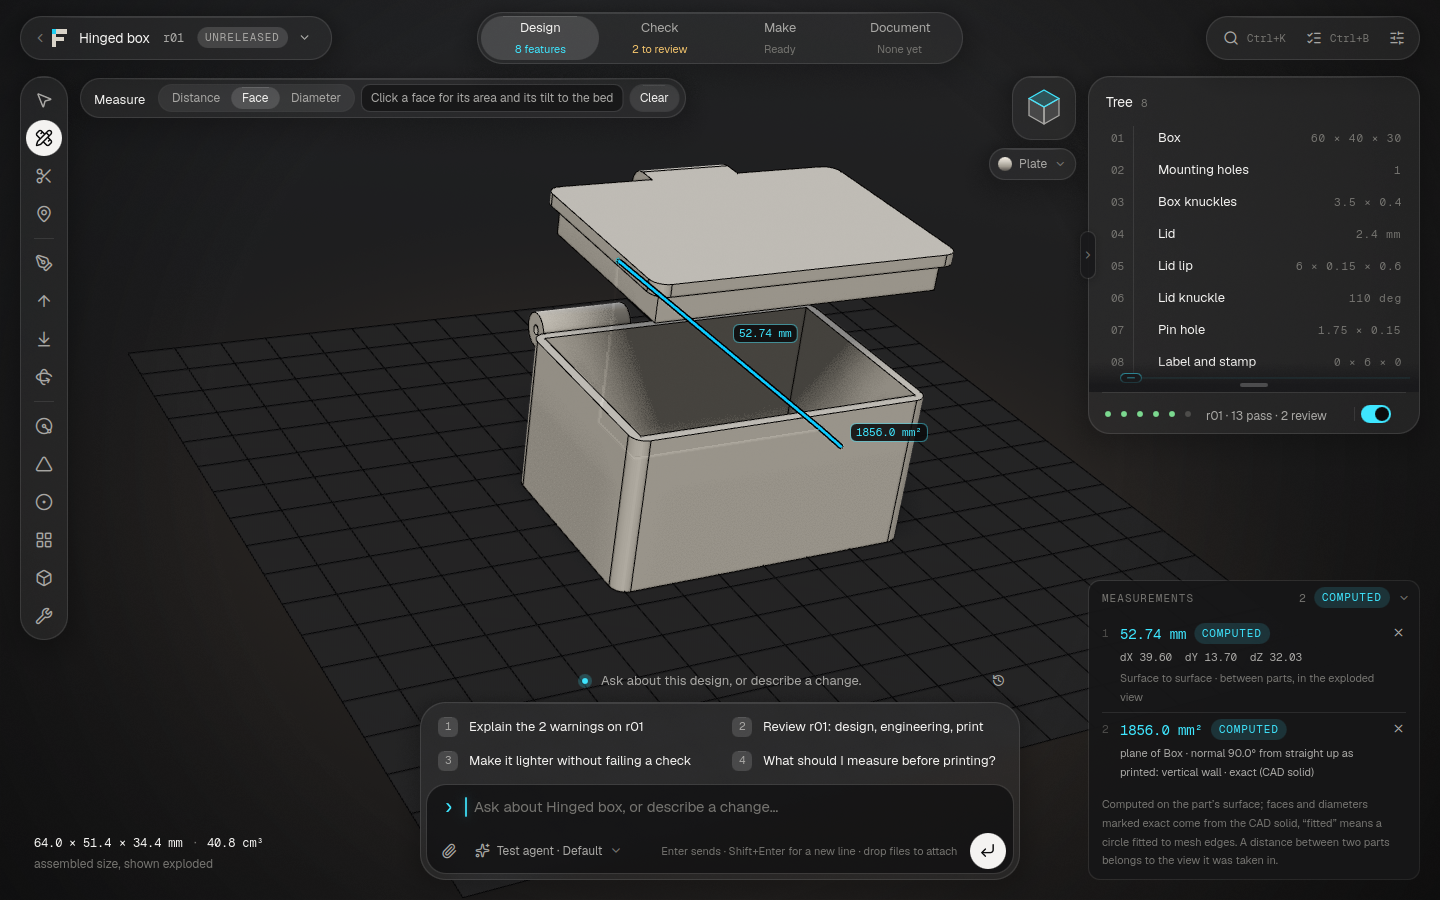 Hinged box r01 UNRELEASED
Design
8 features
Check
2 to review
Make
Ready
Document
None yet
Ctrl+K Ctrl+B
Measure Distance Face Diameter Click a face for its area and its tilt to the bed Clear
Plate
Tree 8
01 Box 60 × 40 × 30
02 Mounting holes 1
03 Box knuckles 3.5 × 0.4
04 Lid 2.4 mm
05 Lid lip 6 × 0.15 × 0.6
06 Lid knuckle 110 deg
07 Pin hole 1.75 × 0.15
08 Label and stamp 0 × 6 × 0
r01 · 13 pass · 2 review
52.74 mm
1856.0 mm²
MEASUREMENTS 2 COMPUTED
1 52.74 mm COMPUTED
dX 39.60 dY 13.70 dZ 32.03
Surface to surface · between parts, in the exploded
view
2 1856.0 mm² COMPUTED
plane of Box · normal 90.0° from straight up as
printed: vertical wall · exact (CAD solid)
Computed on the part's surface; faces and diameters
marked exact come from the CAD solid, “fitted” means a
circle fitted to mesh edges. A distance between two parts
belongs to the view it was taken in.
Ask about this design, or describe a change.
1 Explain the 2 warnings on r01
2 Review r01: design, engineering, print
3 Make it lighter without failing a check
4 What should I measure before printing?
Ask about Hinged box, or describe a change...
Test agent · Default
Enter sends · Shift+Enter for a new line · drop files to attach
64.0 × 51.4 × 34.4 mm · 40.8 cm³
assembled size, shown exploded